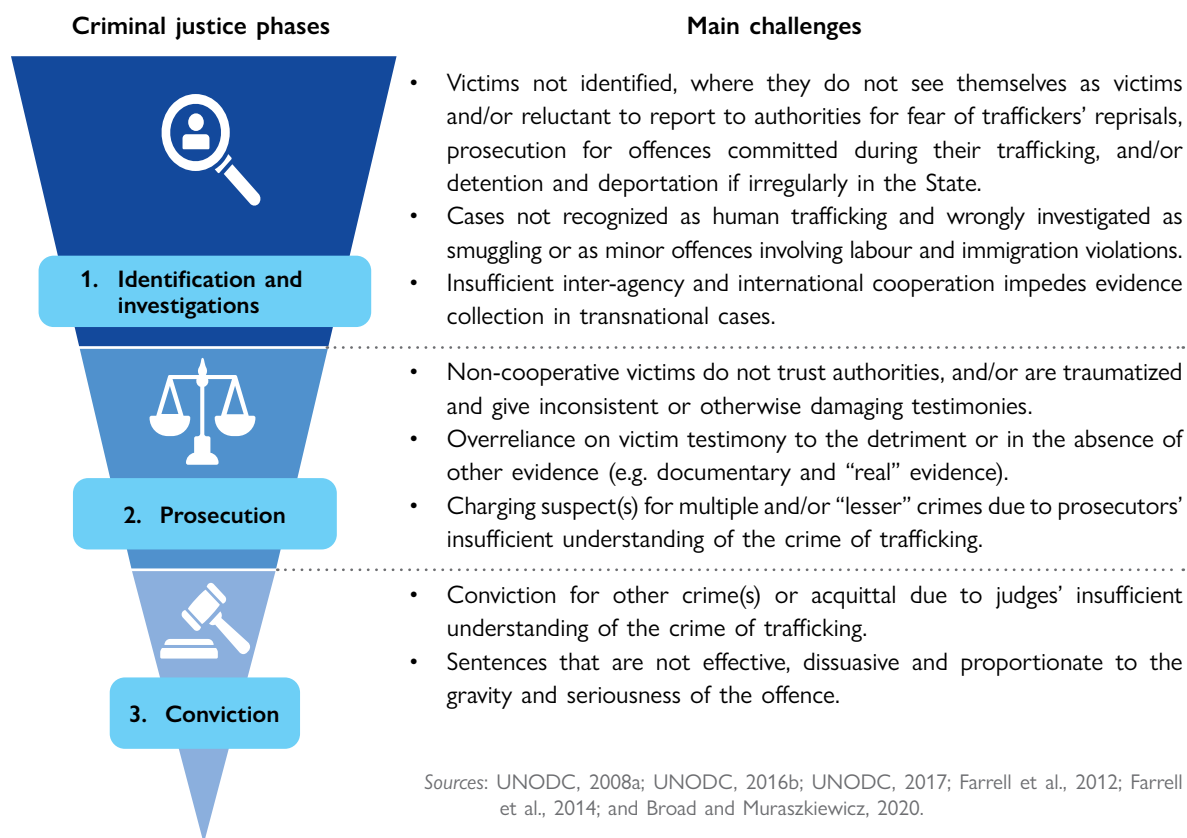 Criminal justice phases
Main challenges
• Victims not identified, where they do not see themselves as victims
and/or reluctant to report to authorities for fear of traffickers’ reprisals,
prosecution for offences committed during their trafficking, and/or
detention and deportation if irregularly in the State.
• Cases not recognized as human trafficking and wrongly investigated as
smuggling or as minor offences involving labour and immigration violations.
• Insufficient inter-agency and international cooperation impedes evidence
collection in transnational cases.
1. Identification and
investigations
• Non-cooperative victims do not trust authorities, and/or are traumatized
and give inconsistent or otherwise damaging testimonies.
• Overreliance on victim testimony to the detriment or in the absence of
other evidence (e.g. documentary and “real” evidence).
• Charging suspect(s) for multiple and/or “lesser” crimes due to prosecutors’
insufficient understanding of the crime of trafficking.
2. Prosecution
• Conviction for other crime(s) or acquittal due to judges’ insufficient
understanding of the crime of trafficking.
• Sentences that are not effective, dissuasive and proportionate to the
gravity and seriousness of the offence.
3. Conviction
Sources: UNODC, 2008a; UNODC, 2016b; UNODC, 2017; Farrell et al., 2012; Farrell
et al., 2014; and Broad and Muraszkiewicz, 2020.